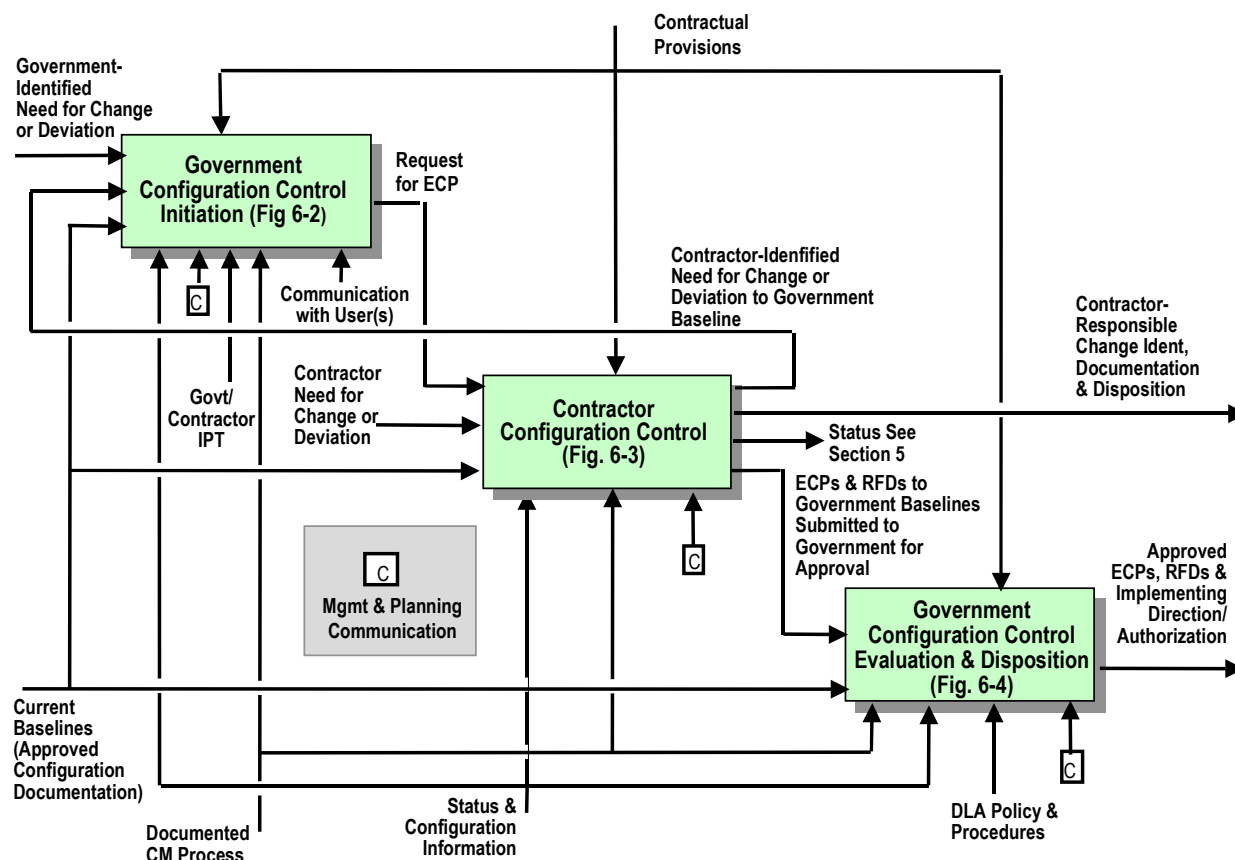 Contractual
Provisions
Government-
Identified
Need for Change
or Deviation
Government
Configuration Control
Initiation (Fig 6-2)
Request
for ECP
C
Communication
with User(s)
Contractor-Idenfified
Need for Change or
Deviation to Government
Baseline
Contractor-
Responsible
Change Ident,
Documentation
& Disposition
Govt/
Contractor
IPT
Contractor
Need for
Change or
Deviation
Contractor
Configuration Control
(Fig. 6-3)
Status See
Section 5
ECPs & RFDs to
Government Baselines
Submitted to
Government for
Approval
C
C
Mgmt & Planning
Communication
Approved
ECPs, RFDs &
Implementing
Direction/
Authorization
Government
Configuration Control
Evaluation & Disposition
(Fig. 6-4)
Current
Baselines
(Approved
Configuration
Documentation)
C
Documented
CM Process
Status &
Configuration
Information
DLA Policy &
Procedures